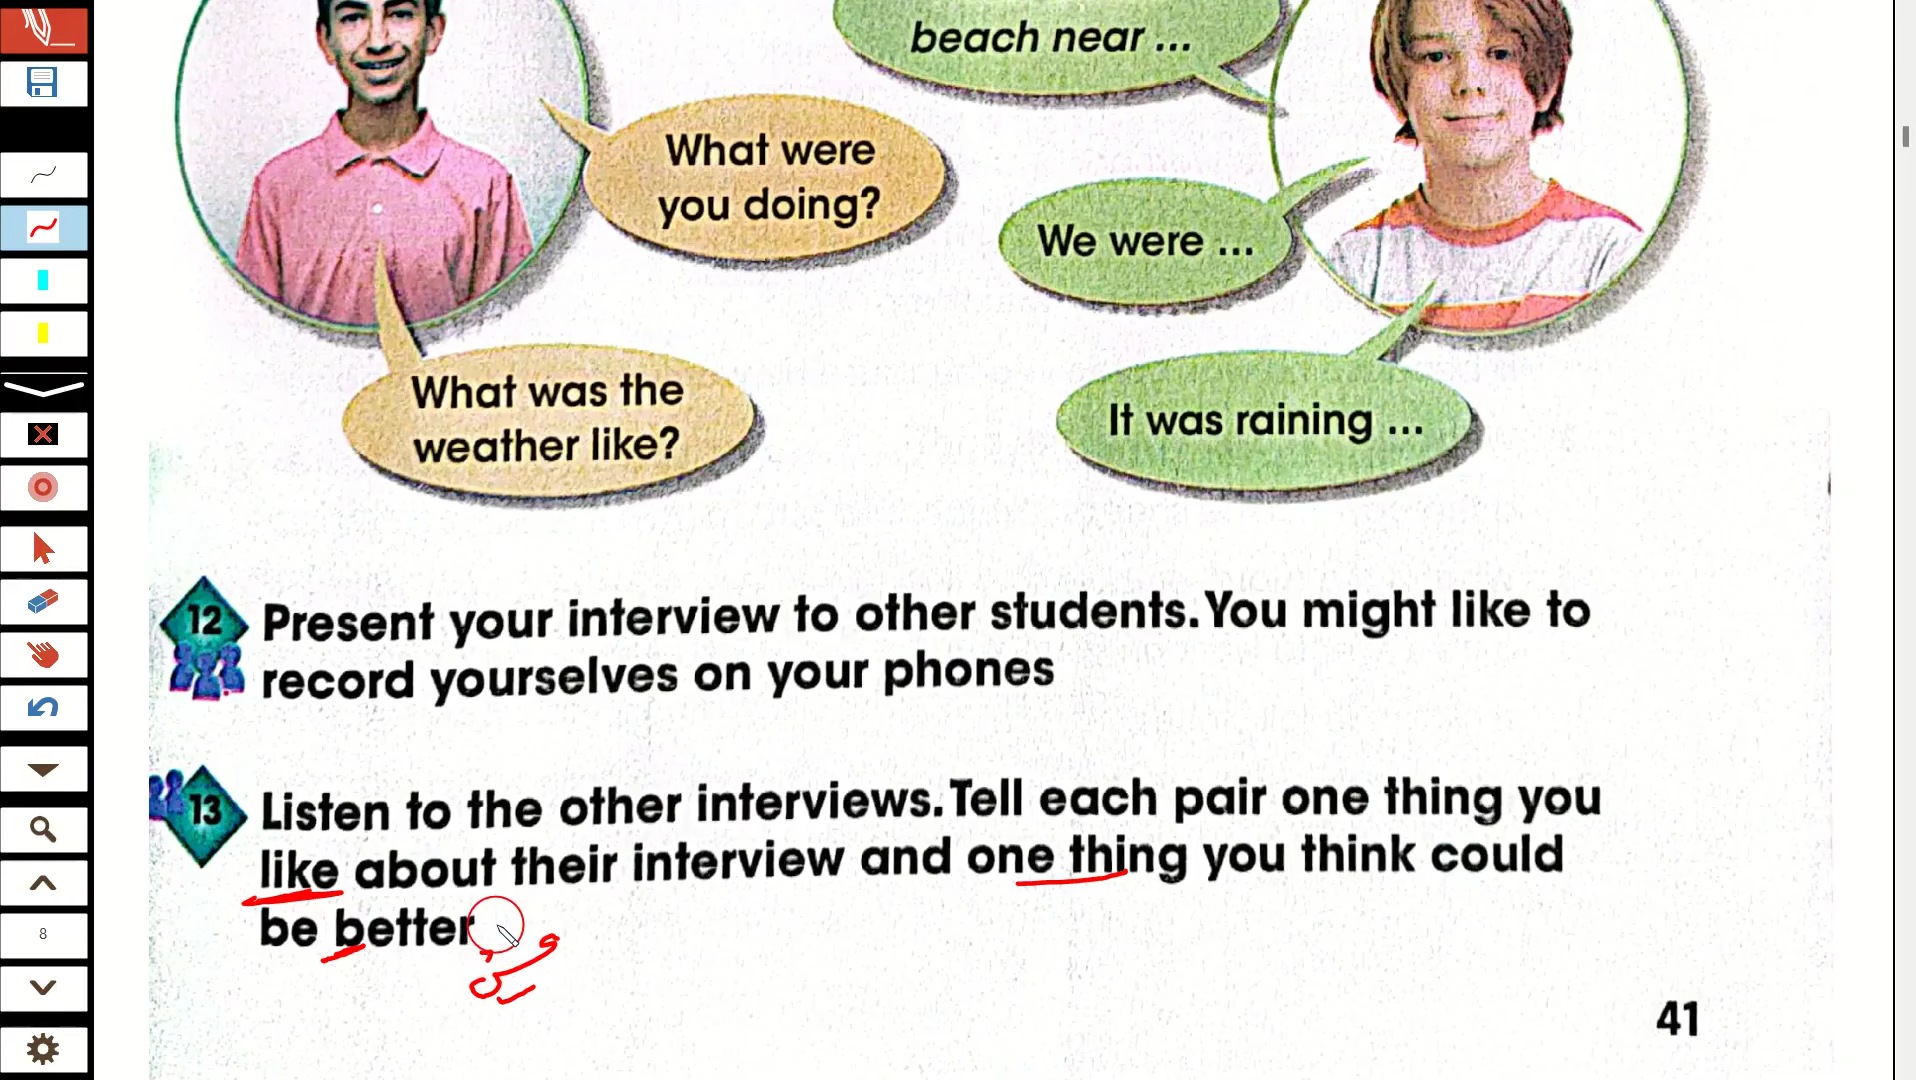 beach near ...
What were
you doing?
We were ...
What was the
weather like?
It was raining ...
12
Present your interview to other students. You might like to
record yourselves on your phones
13
Listen to the other interviews. Tell each pair one thing you
like about their interview and one thing you think could
be better
8
41